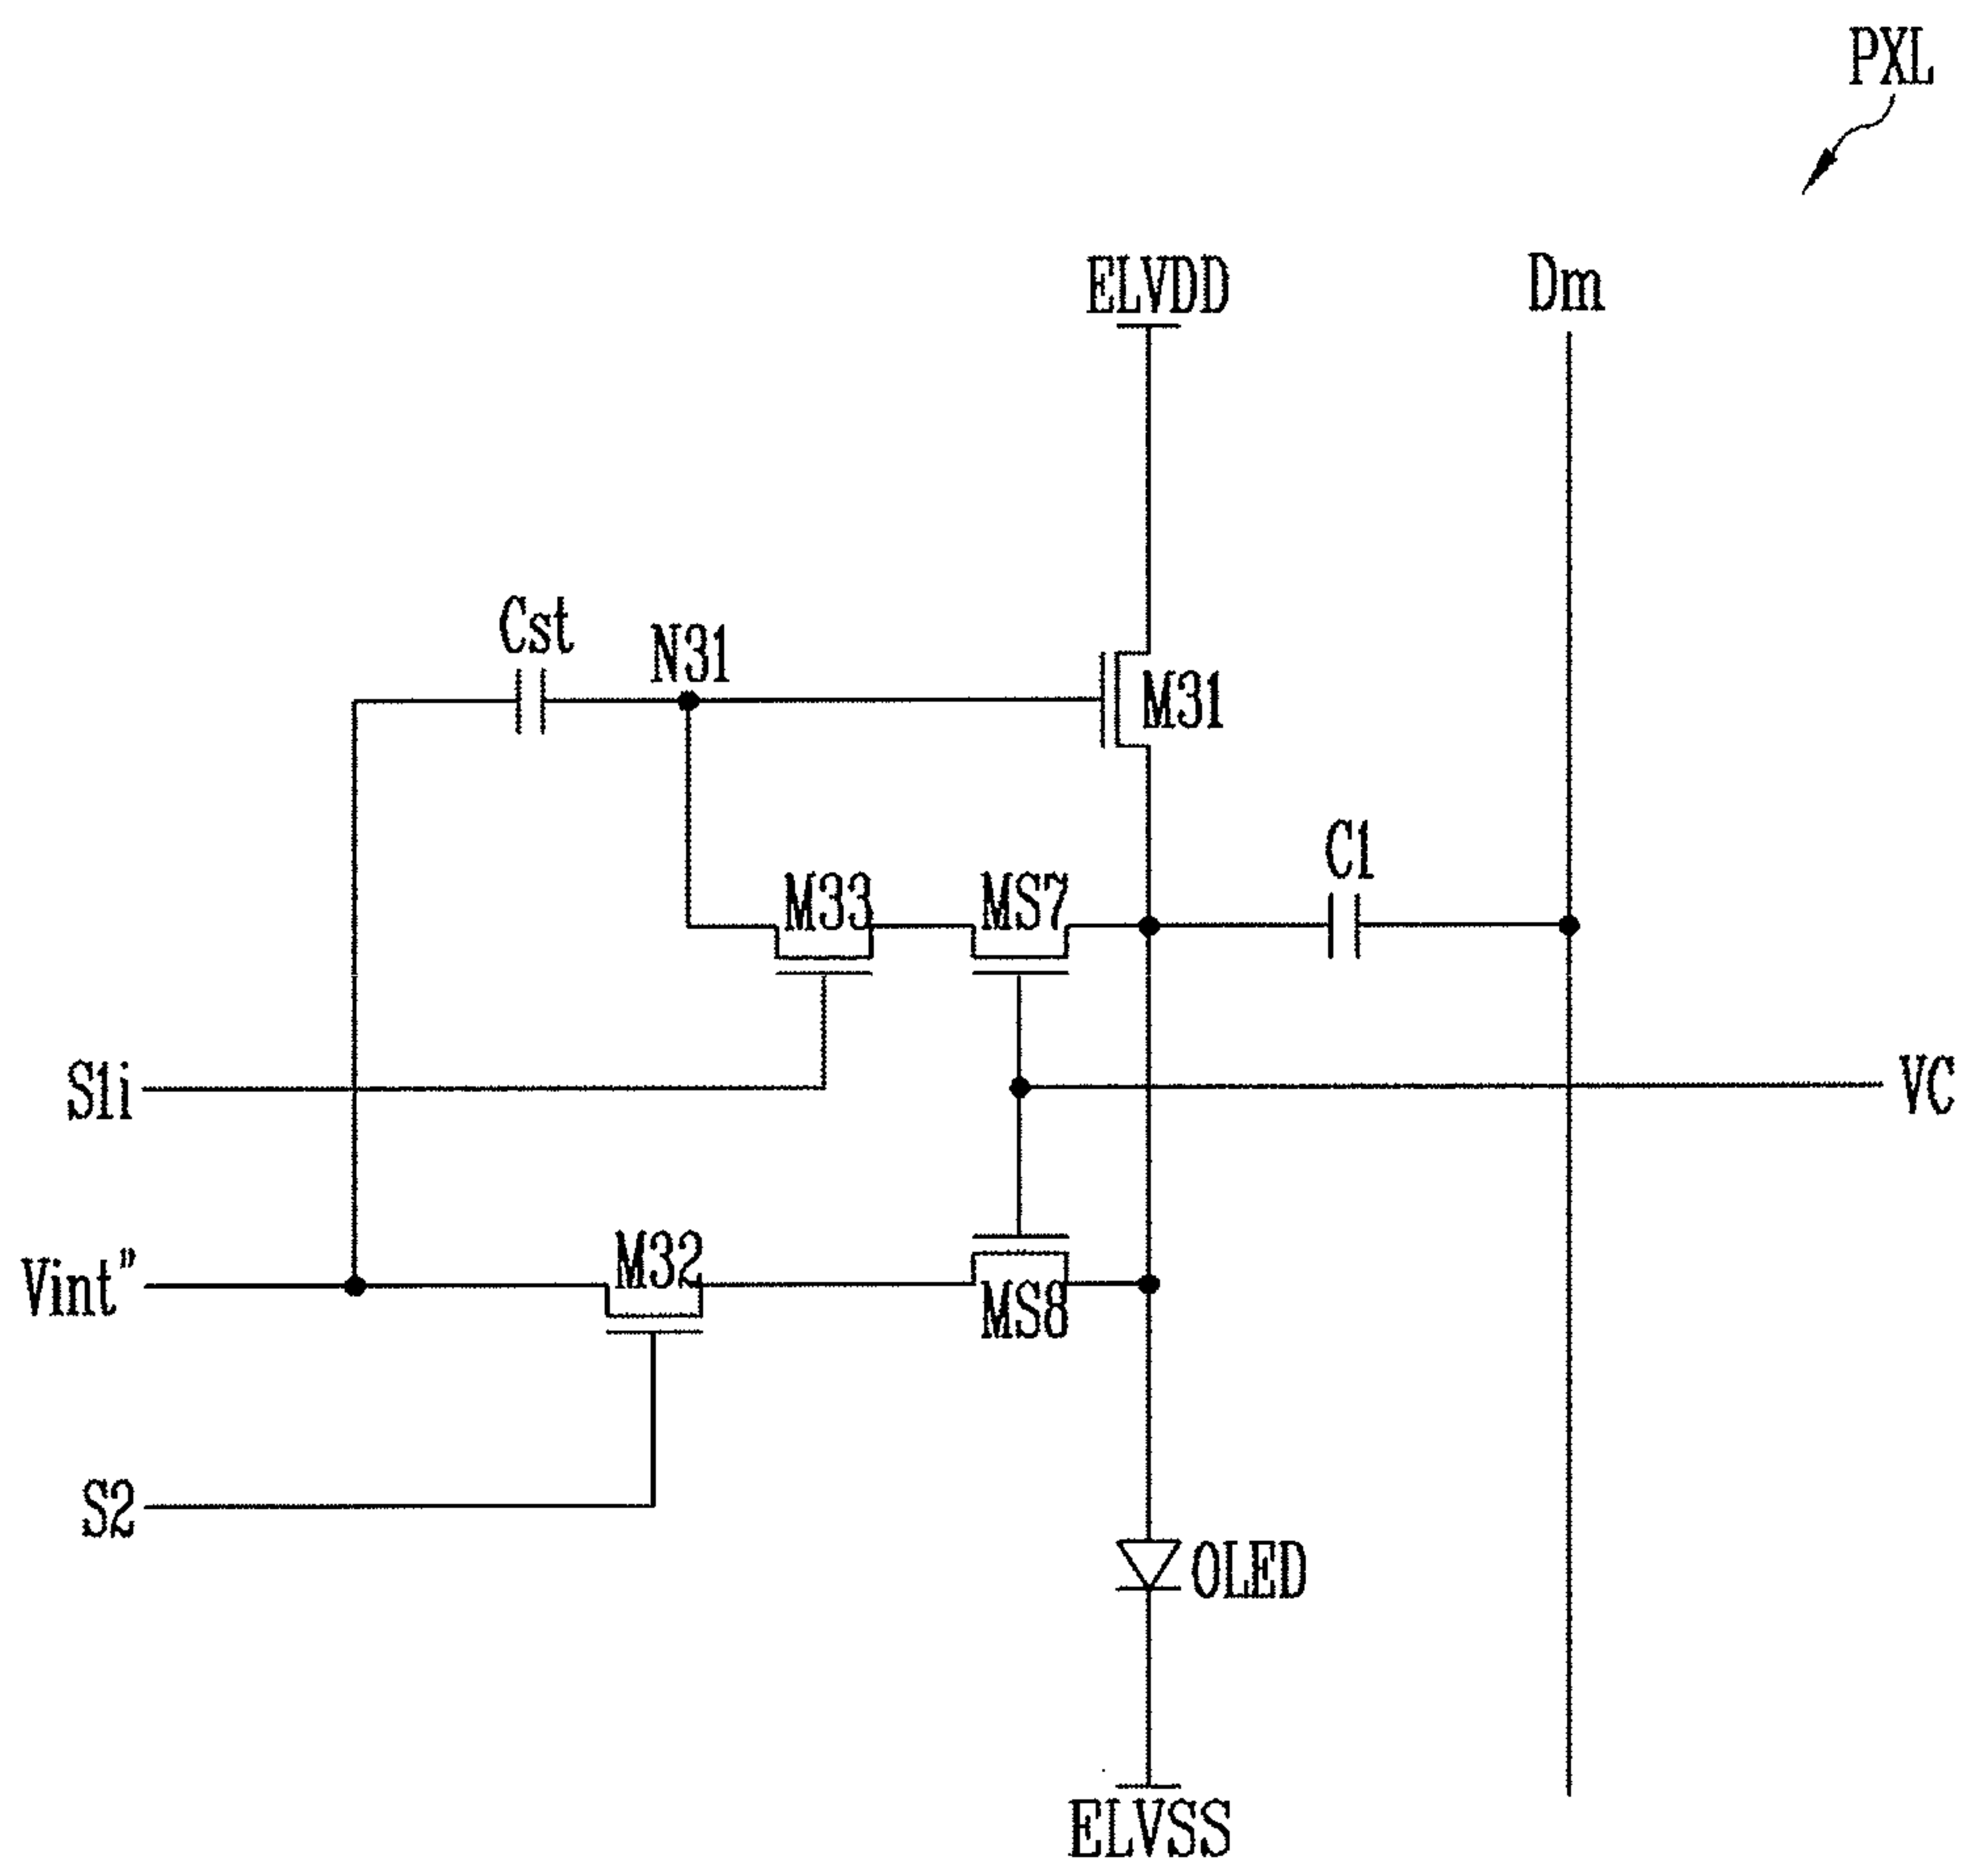 PXL
ELVDD
Dm
Cst
N31
M31
C1
M33
MS7
S1i
VC
Vint"
M32
MS8
S2
OLED
ELVSS